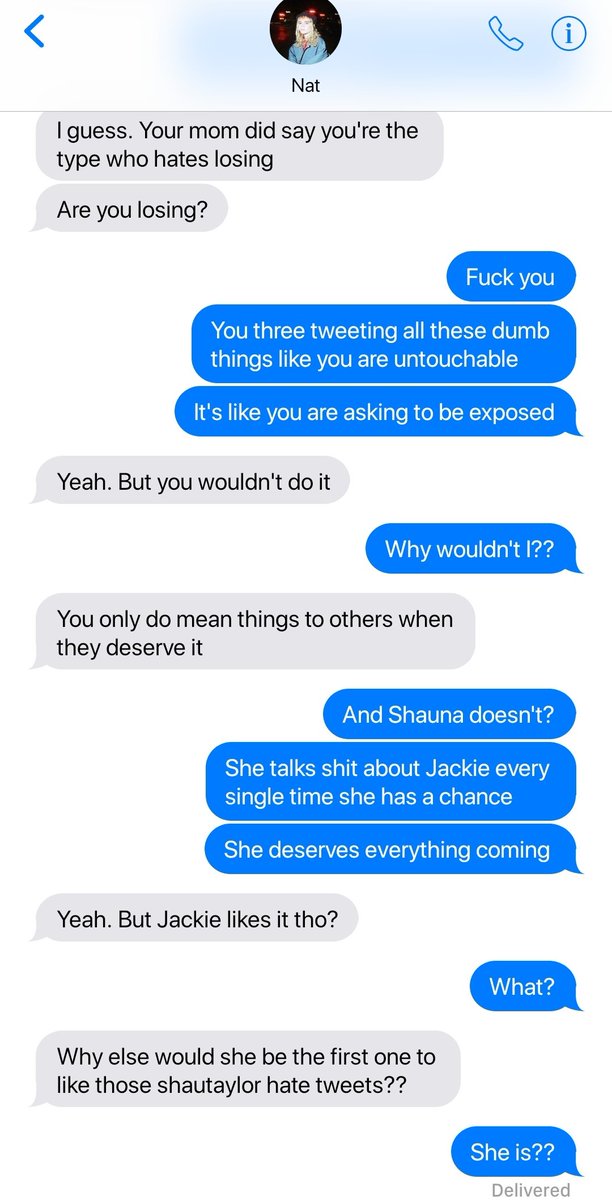 Nat
I guess. Your mom did say you're the
type who hates losing
Are you losing?
Fuck you
You three tweeting all these dumb
things like you are untouchable
It's like you are asking to be exposed
Yeah. But you wouldn't do it
Why wouldn't I??
You only do mean things to others when
they deserve it
And Shauna doesn't?
She talks shit about Jackie every
single time she has a chance
She deserves everything coming
Yeah. But Jackie likes it tho?
What?
Why else would she be the first one to
like those shautaylor hate tweets??
She is??
Delivered